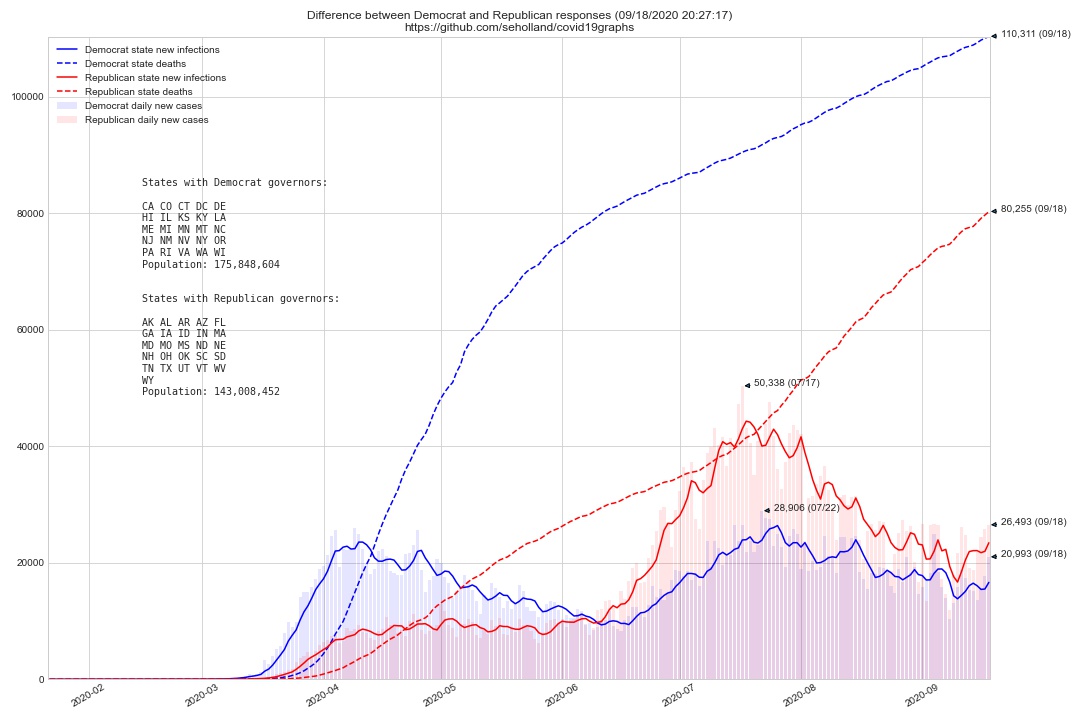 Difference between Democrat and Republican responses (09/18/2020 20:27:17)
https://github.com/seholland/covid19graphs
Democrat state new infections
Democrat state deaths
Republican state new infections
Republican state deaths
Democrat daily new cases
Republican daily new cases
States with Democrat governors:
CA CO CT DC DE
HI IL KS KY LA
ME MI MN MT NC
NJ NM NV NY OR
PA RI VA WA WI
Population: 175,848,604
States with Republican governors:
AK AL AR AZ FL
GA IA ID IN MA
MD MO MS ND NE
NH OH OK SC SD
TN TX UT VT WV
WY
Population: 143,008,452
110,311 (09/18)
80,255 (09/18)
50,338 (07/17)
28,906 (07/22)
26,493 (09/18)
20,993 (09/18)
100000
80000
60000
40000
20000
0
2020-02
2020-03
2020-04
2020-05
2020-06
2020-07
2020-08
2020-09